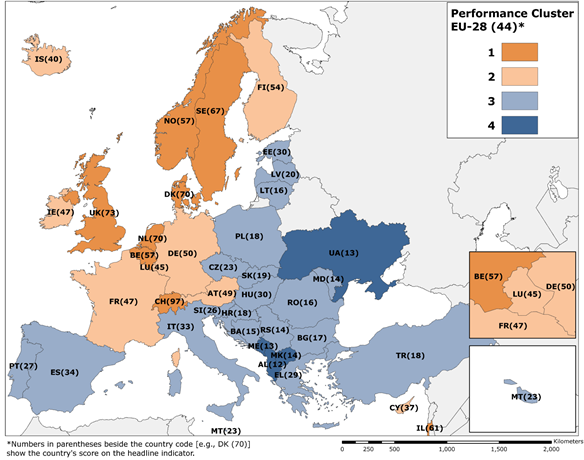 Performance Cluster
EU-28 (44)*
1
2
3
4
IS(40)
FI(54)
NO(57)
SE(67)
EE(30)
LV(20)
LT(16)
DK(70)
IE(47)
UK(73)
NL(70)
BE(57)
LU(45)
DE(50)
PL(18)
UA(13)
CZ(23)
SK(19)
MD(14)
FR(47)
CH(97)
AT(49)
HU(30)
RO(16)
SI(26)
HR(18)
IT(33)
BA(15)
RS(14)
BG(17)
ME(13)
MK(14)
AL(12)
EL(29)
PT(27)
ES(34)
TR(18)
CY(37)
IL(61)
MT(23)
BE(57)
DE(50)
LU(45)
FR(47)
MT(23)
Kilometers
0
500
1,000
1,500
2,000
*Numbers in parentheses beside the country code [e.g., DK (70)]
show the country's score on the headline indicator.